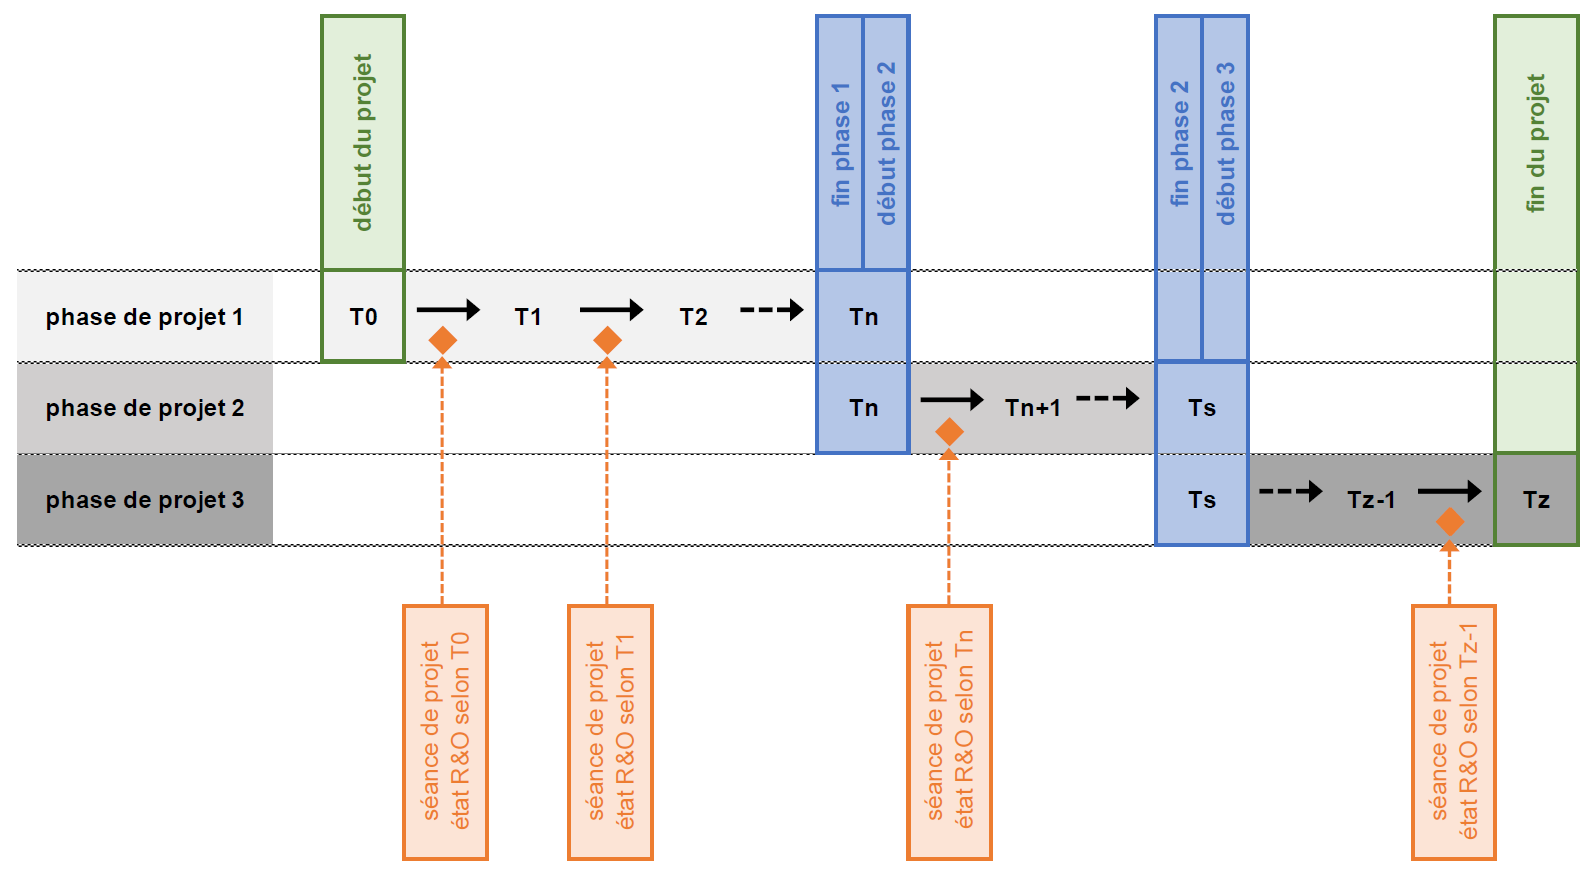 début du projet
fin phase 1
début phase 2
fin phase 2
début phase 3
fin du projet
phase de projet 1
T0
T1
T2
Tn
phase de projet 2
Tn
Tn+1
Ts
phase de projet 3
Ts
Tz-1
Tz
séance de projet
état R&O selon T0
séance de projet
état R&O selon T1
séance de projet
état R&O selon Tn
séance de projet
état R&O selon Tz-1